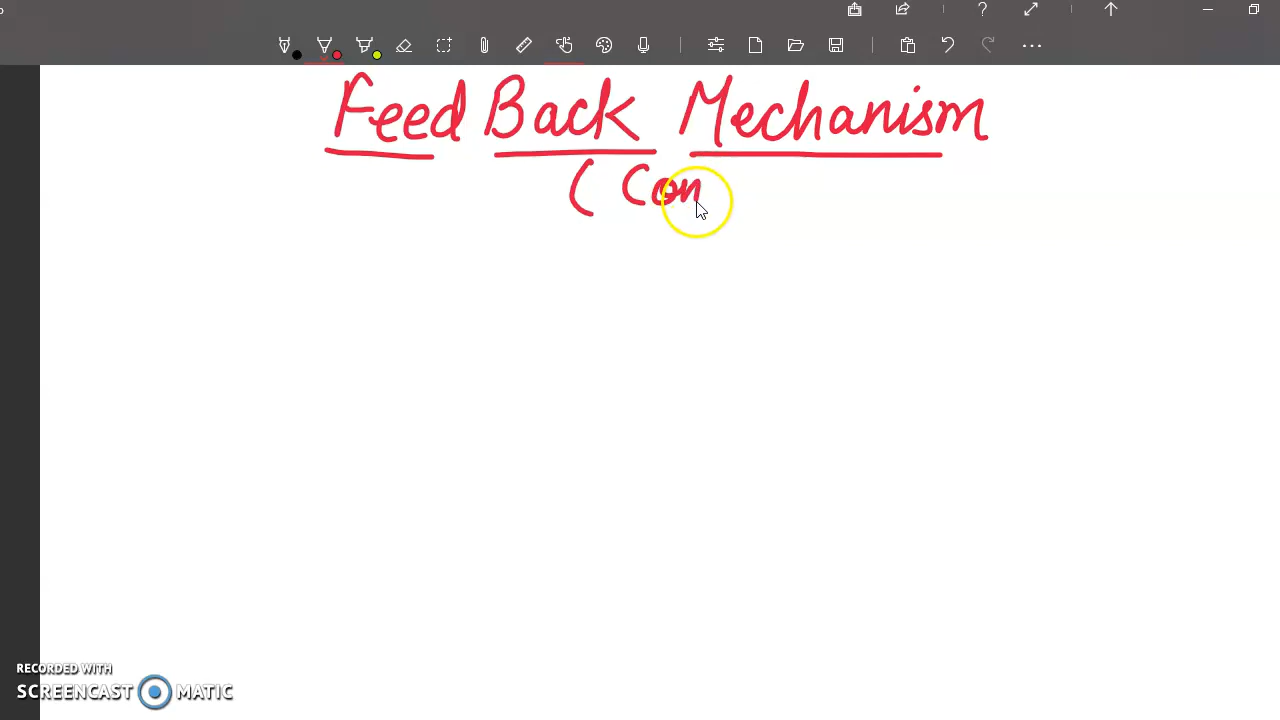 Feed Back Mechanism
( Con
RECORDED WITH
SCREENCAST MATIC